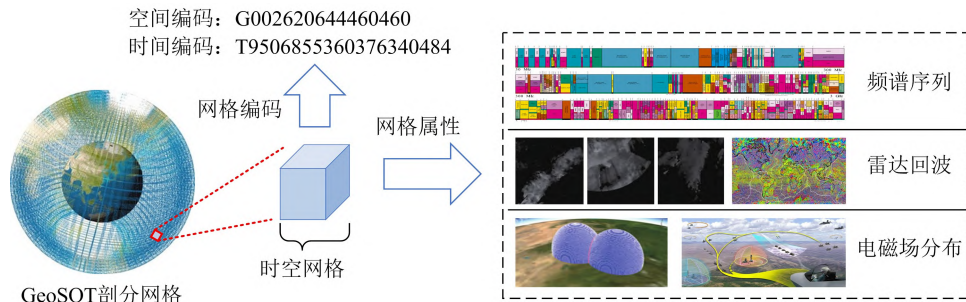 空间编码：G002620644460460
时间编码：T9506855360376340484
网格编码
网格属性
时空网格
GeoSOT剖分网格
频谱序列
雷达回波
电磁场分布